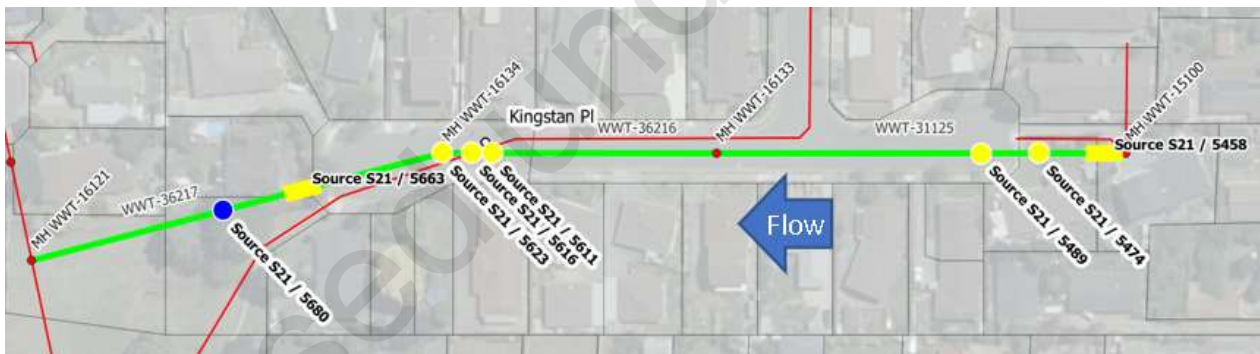 MH WWT-16121
WWT-36217
Source S21 / 5680
Source S21 / 5663
MH WWT-16134
Kingstan Pl
WWT-36216
MH WWT-16133
WWT-31125
MH WWT-15100
Source S21 / 5458
Source S21 / 5623
Source S21 / 5616
Source S21 / 5611
Flow
Source S21 / 5489
Source S21 / 5474